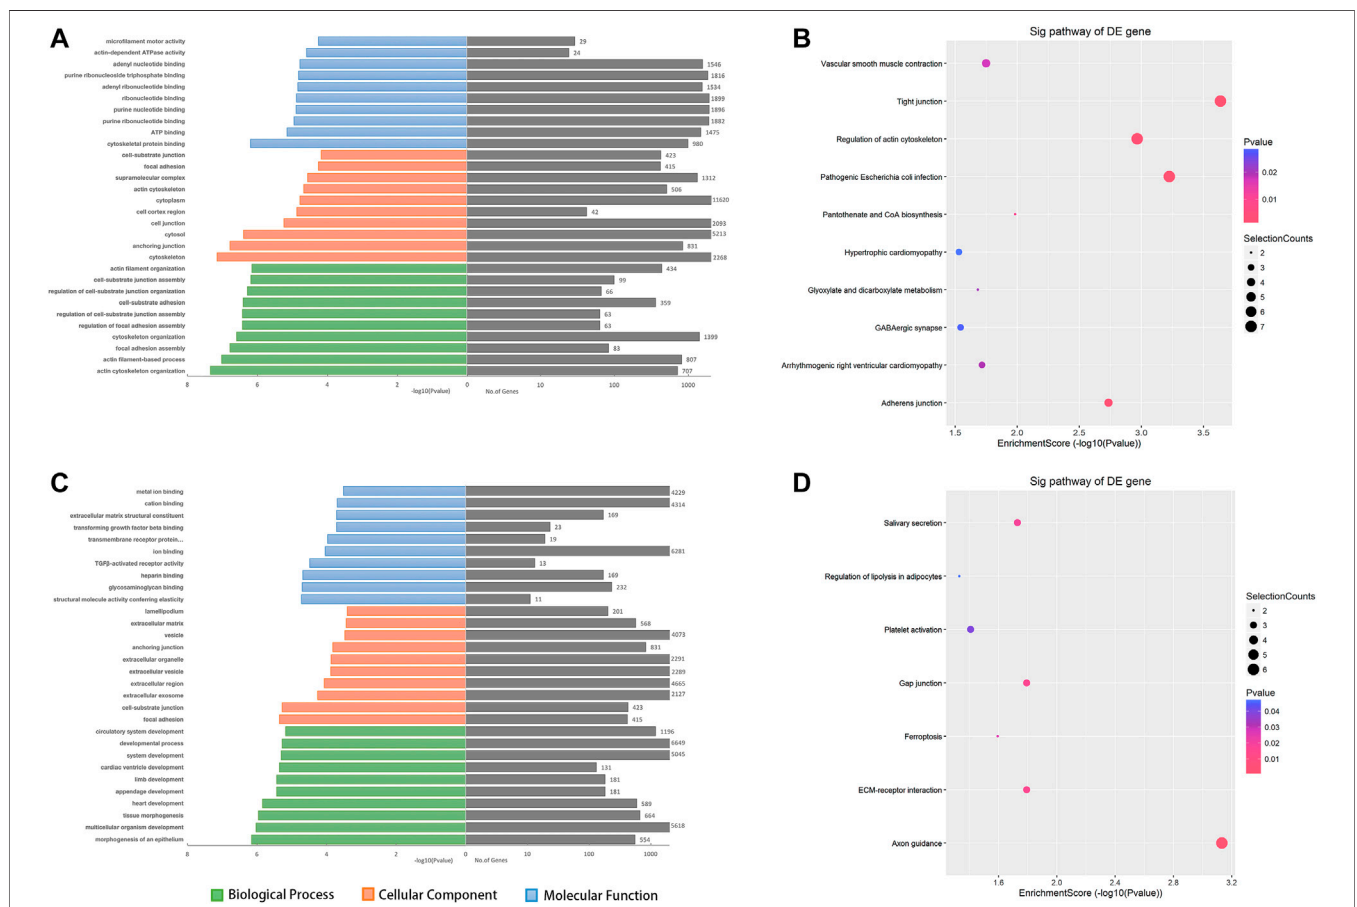 A
microfilament motor activity 29
actin-dependent ATPase activity 24
adenyl nucleotide binding 1546
purine ribonucleoside triphosphate binding 1816
adenyl ribonucleotide binding 1534
ribonucleotide binding 1899
purine nucleotide binding 1896
purine ribonucleotide binding 1882
ATP binding 1475
cytoskeletal protein binding 980
cell-substrate junction 423
focal adhesion 415
supramolecular complex 1312
actin cytoskeleton 506
cytoplasm 11620
cell cortex region 42
cell junction 2093
cytosol 5213
anchoring junction 831
cytoskeleton 2268
actin filament organization 434
cell-substrate junction assembly 99
regulation of cell-substrate junction organization 66
cell-substrate adhesion 359
regulation of cell-substrate junction assembly 63
regulation of focal adhesion assembly 63
cytoskeleton organization 1399
focal adhesion assembly 83
actin filament-based process 807
actin cytoskeleton organization 707
8 6 4 2 0 10 100 1000
-log10(Pvalue) No.of Genes
B
Sig pathway of DE gene
Vascular smooth muscle contraction
Tight junction
Regulation of actin cytoskeleton
Pathogenic Escherichia coli infection
Pantothenate and CoA biosynthesis
Hypertrophic cardiomyopathy
Glyoxylate and dicarboxylate metabolism
GABAergic synapse
Arrhythmogenic right ventricular cardiomyopathy
Adherens junction
1.5 2.0 2.5 3.0 3.5
EnrichmentScore (-log10(Pvalue))
Pvalue
0.02
0.01
SelectionCounts
2
3
4
5
6
7
C
metal ion binding 4229
cation binding 4314
extracellular matrix structural constituent 169
transforming growth factor beta binding 23
transmembrane receptor protein... 19
ion binding 6281
TGFβ-activated receptor activity 13
heparin binding 169
glycosaminoglycan binding 232
structural molecule activity conferring elasticity 11
lamellipodium 201
extracellular matrix 568
vesicle 4073
anchoring junction 831
extracellular organelle 2291
extracellular vesicle 2289
extracellular region 4665
extracellular exosome 2127
cell-substrate junction 423
focal adhesion 415
circulatory system development 1196
developmental process 6649
system development 5045
cardiac ventricle development 131
limb development 181
appendage development 181
heart development 589
tissue morphogenesis 664
multicellular organism development 5618
morphogenesis of an epithelium 554
8 6 4 2 0 10 100 1000
-log10(Pvalue) No.of Genes
D
Sig pathway of DE gene
Salivary secretion
Regulation of lipolysis in adipocytes
Platelet activation
Gap junction
Ferroptosis
ECM-receptor interaction
Axon guidance
1.6 2.0 2.4 2.8 3.2
EnrichmentScore (-log10(Pvalue))
SelectionCounts
2
3
4
5
6
Pvalue
0.04
0.03
0.02
0.01
Biological Process Cellular Component Molecular Function